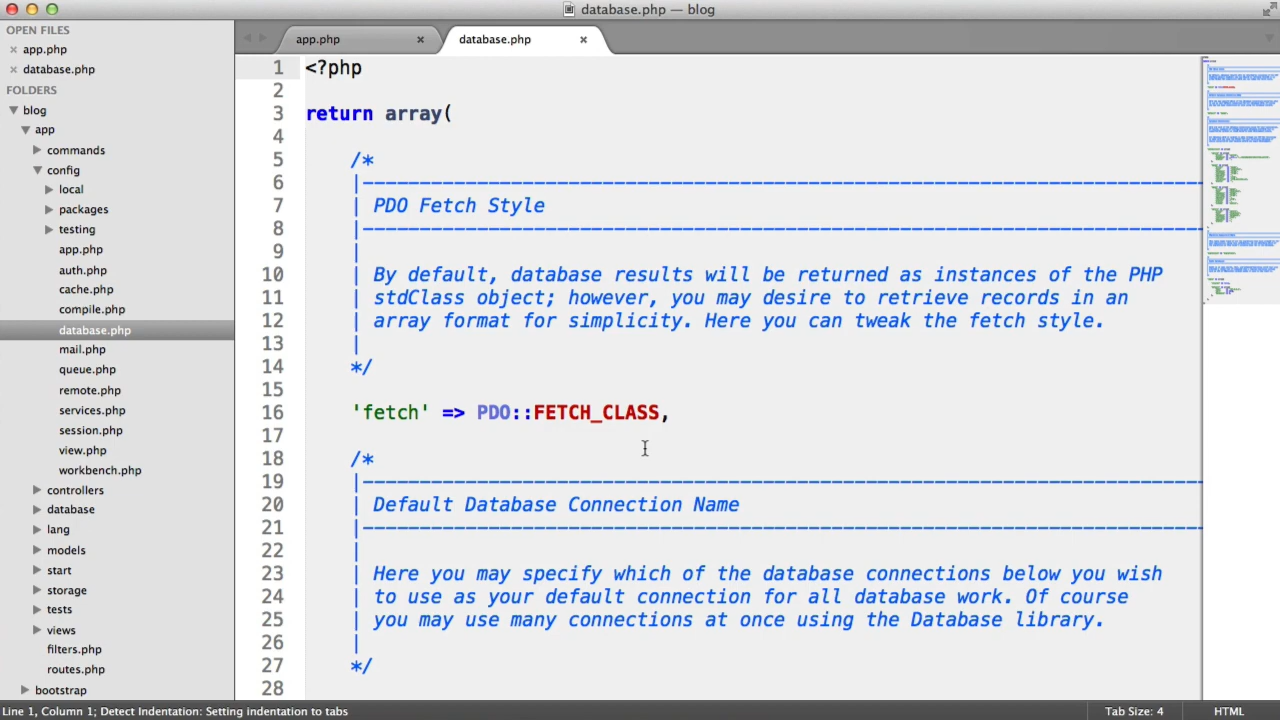 database.php — blog
OPEN FILES
× app.php
× database.php
FOLDERS
blog
app
commands
config
local
packages
testing
app.php
auth.php
cache.php
compile.php
database.php
mail.php
queue.php
remote.php
services.php
session.php
view.php
workbench.php
controllers
database
lang
models
start
storage
tests
views
filters.php
routes.php
bootstrap
app.php ×
database.php ×
1 <?php
2
3 return array(
4
5 /*
6 |--------------------------------------------------------------------------
7 | PDO Fetch Style
8 |--------------------------------------------------------------------------
9 |
10 | By default, database results will be returned as instances of the PHP
11 | stdClass object; however, you may desire to retrieve records in an
12 | array format for simplicity. Here you can tweak the fetch style.
13 |
14 */
15
16 'fetch' => PDO::FETCH_CLASS,
17
18 /*
19 |--------------------------------------------------------------------------
20 | Default Database Connection Name
21 |--------------------------------------------------------------------------
22 |
23 | Here you may specify which of the database connections below you wish
24 | to use as your default connection for all database work. Of course
25 | you may use many connections at once using the Database library.
26 |
27 */
28
Line 1, Column 1; Detect Indentation: Setting indentation to tabs
Tab Size: 4
HTML